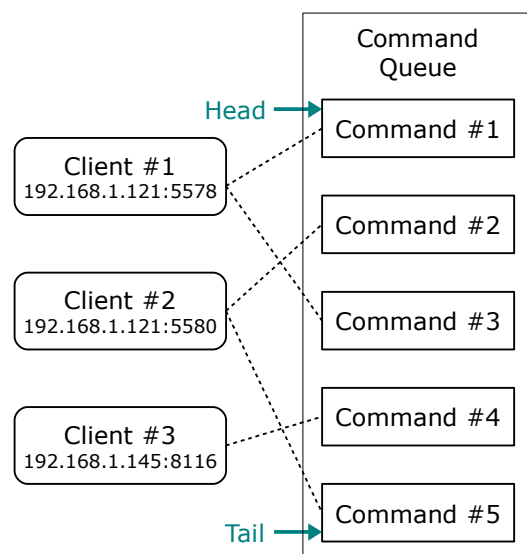 Command
Queue
Head
Command #1
Client #1
192.168.1.121:5578
Command #2
Client #2
192.168.1.121:5580
Command #3
Client #3
192.168.1.145:8116
Command #4
Command #5
Tail